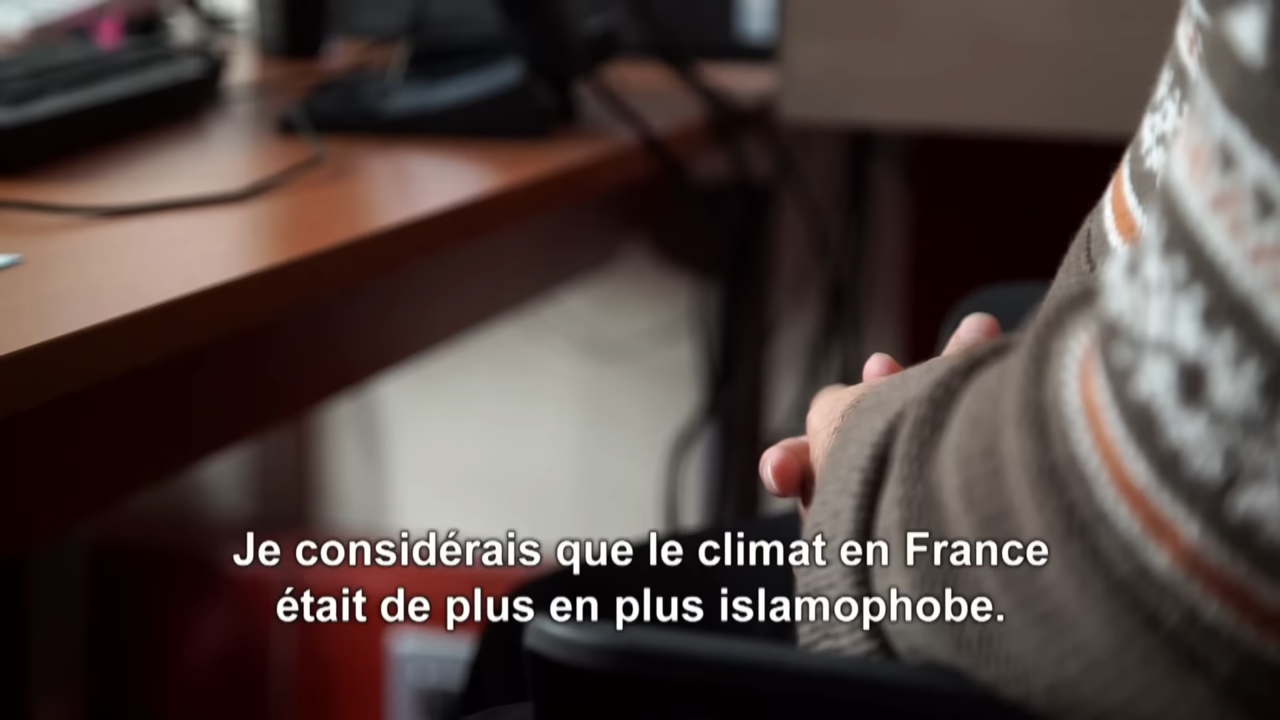 Je considérais que le climat en France
était de plus en plus islamophobe.